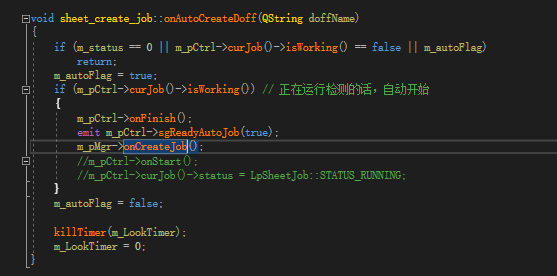 void sheet_create_job::onAutoCreateDoff(QString doffName)
{
if (m_status == 0 || m_pCtrl->curJob()->isWorking() == false || m_autoFlag)
return;
m_autoFlag = true;
if (m_pCtrl->curJob()->isWorking()) // 正在运行检测的话，自动开始
{
m_pCtrl->onFinish();
emit m_pCtrl->sgReadyAutoJob(true);
m_pMgr->onCreateJob();
//m_pCtrl->onStart();
//m_pCtrl->curJob()->status = LpSheetJob::STATUS_RUNNING;
}
m_autoFlag = false;
killTimer(m_LookTimer);
m_LookTimer = 0;
}